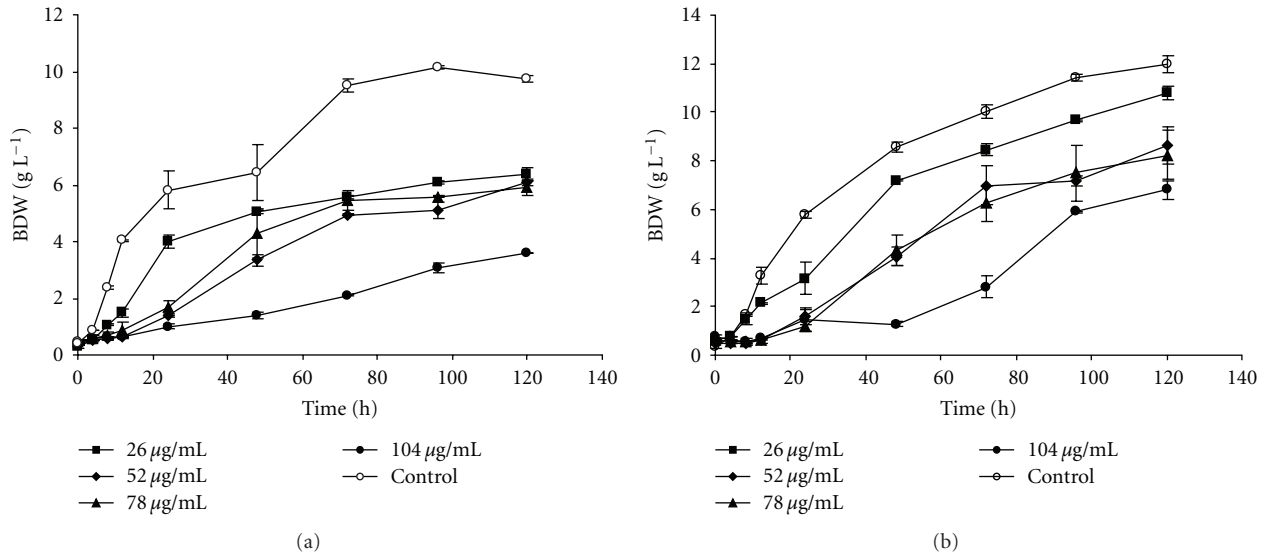 12
10
8
6
4
2
0
BDW (g L⁻¹)
0 20 40 60 80 100 120 140
Time (h)
26 μg/mL
52 μg/mL
78 μg/mL
104 μg/mL
Control
(a)
14
12
10
8
6
4
2
0
BDW (g L⁻¹)
0 20 40 60 80 100 120 140
Time (h)
26 μg/mL
52 μg/mL
78 μg/mL
104 μg/mL
Control
(b)